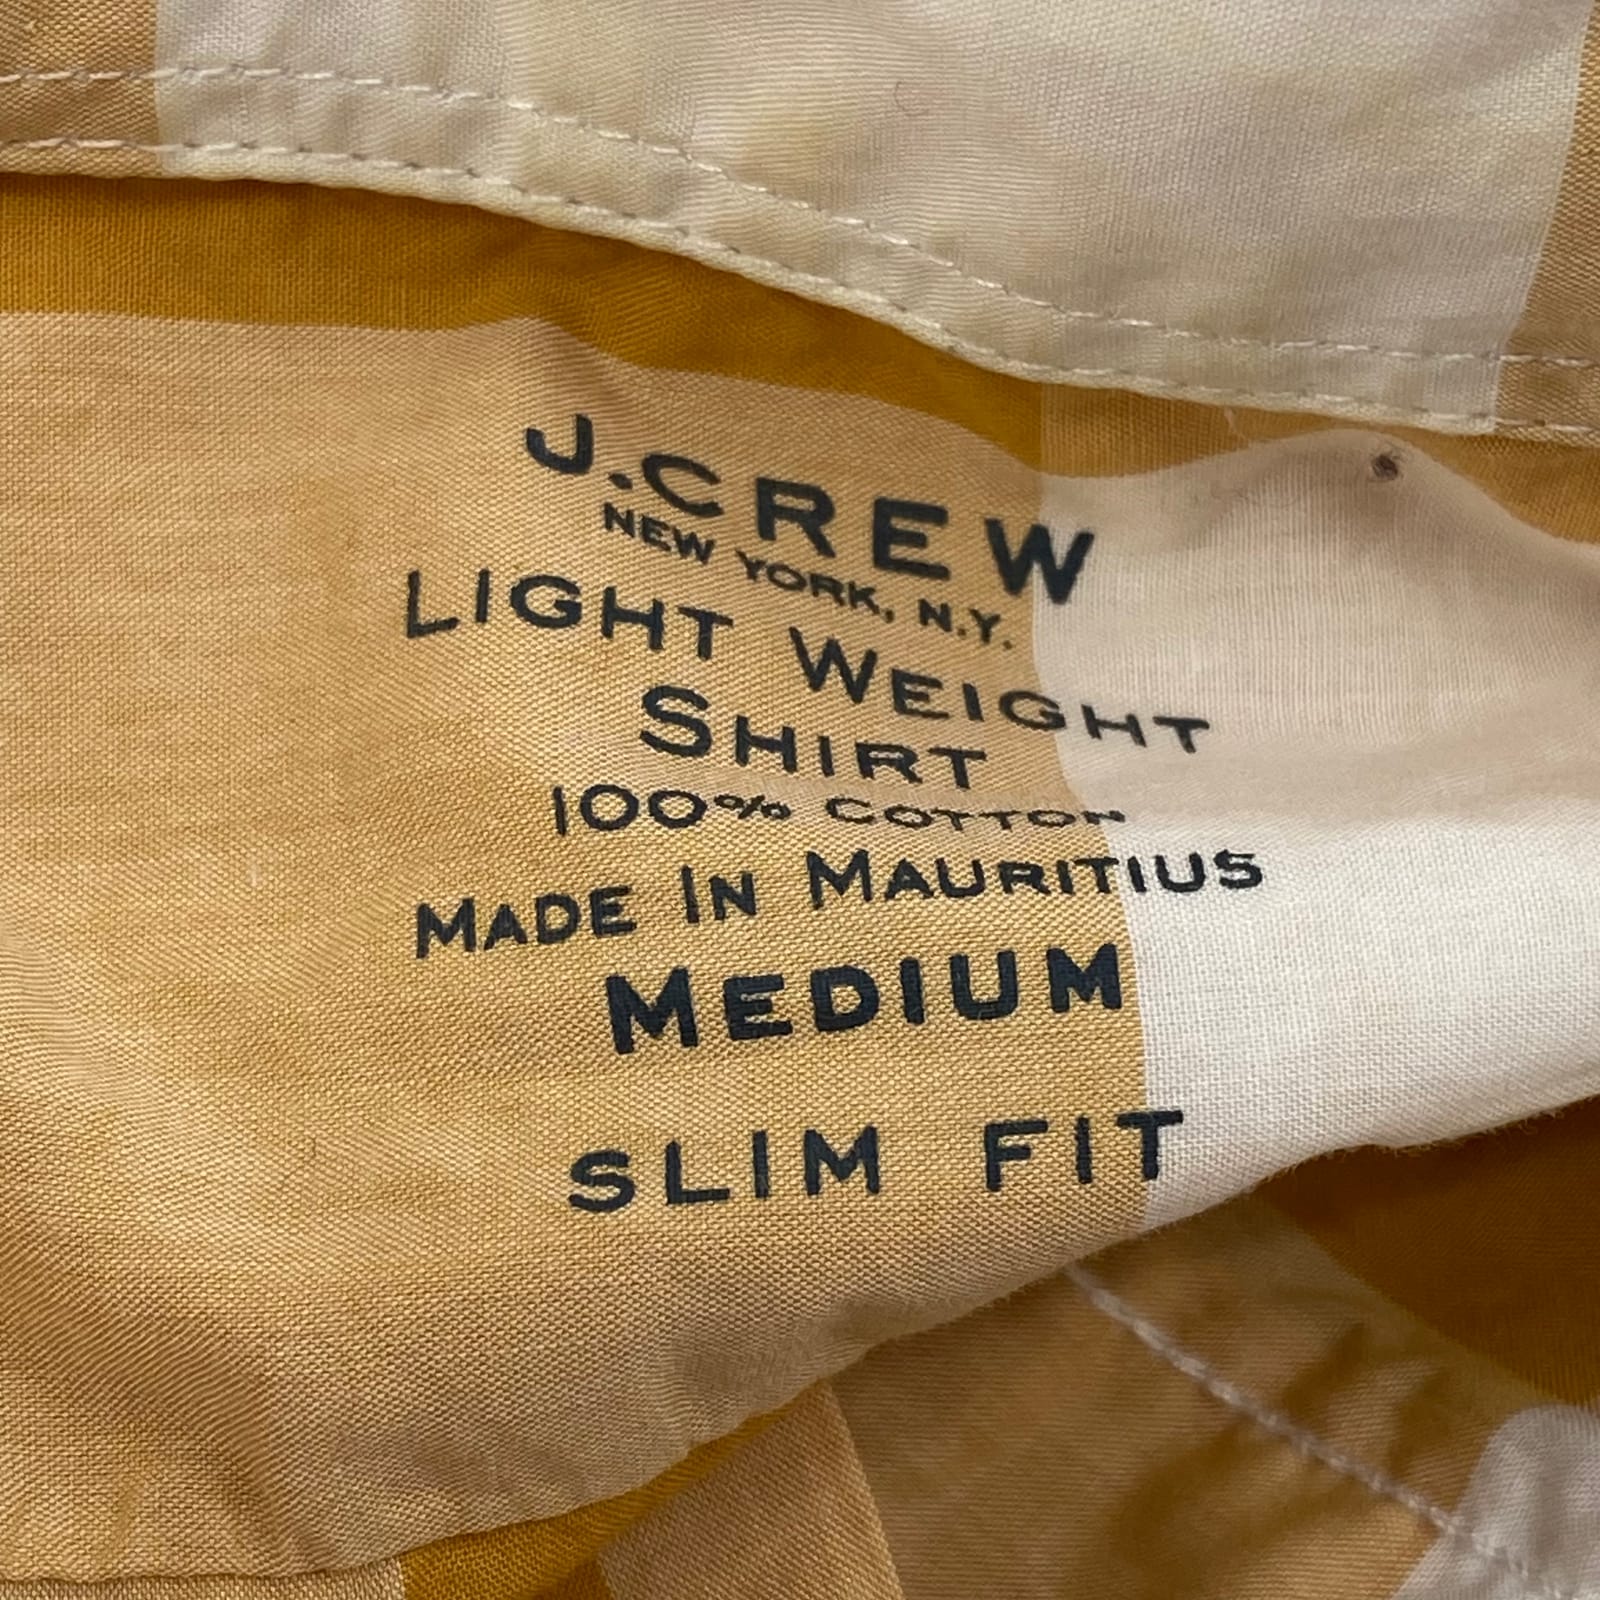 J.CREW
NEW YORK, N.Y.
LIGHT WEIGHT
SHIRT
100% COTTON
MADE IN MAURITIUS
MEDIUM
SLIM FIT